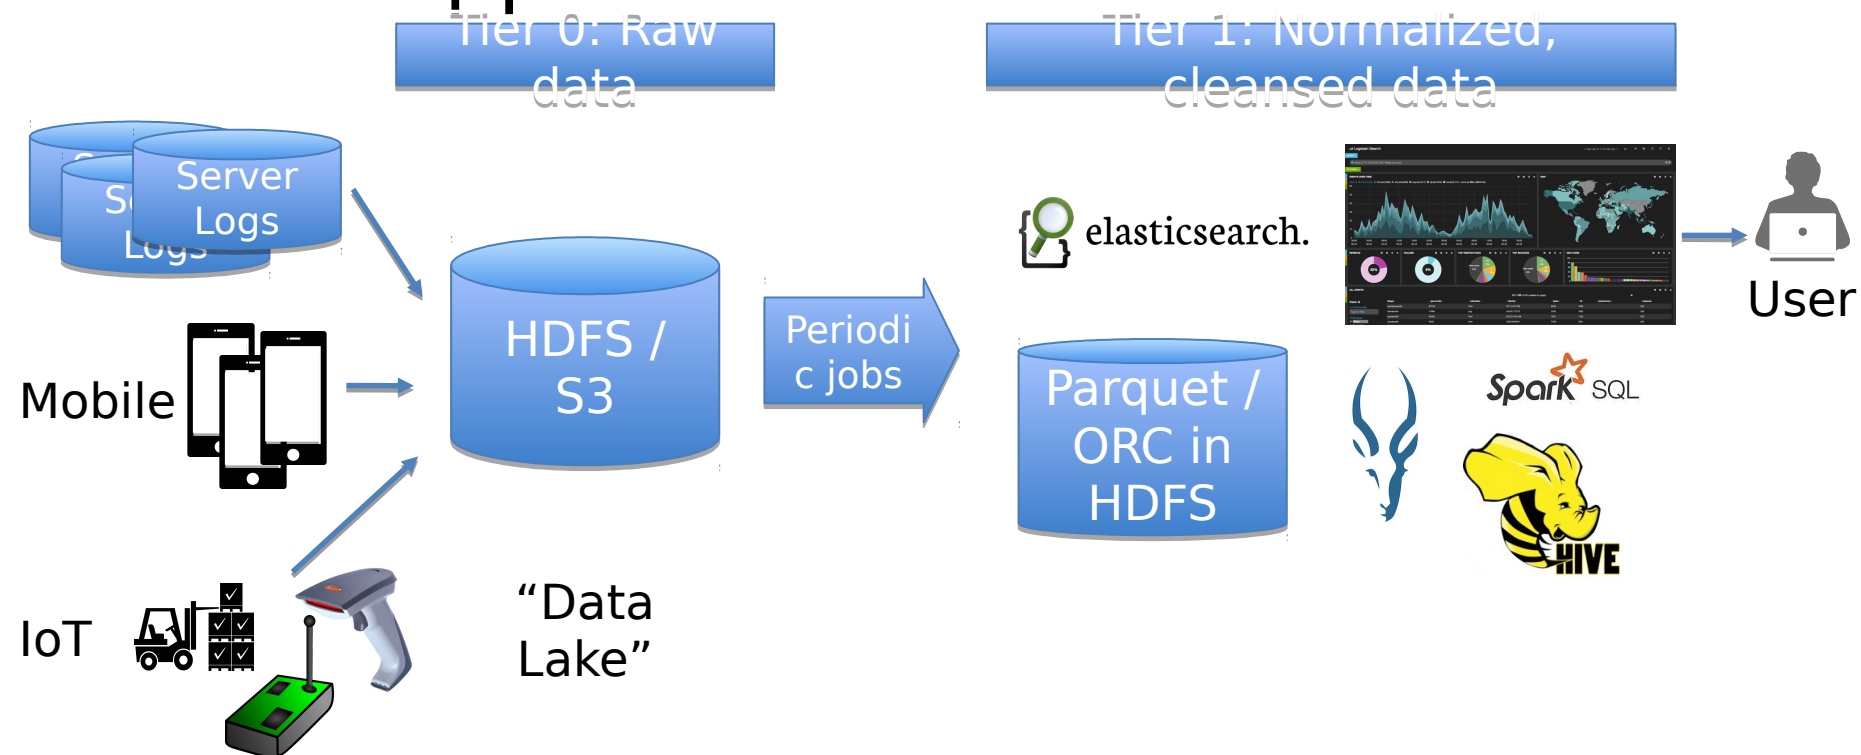 Tier 0: Raw
data
Tier 1: Normalized,
cleansed data
Server
Logs
Logs
HDFS /
S3
Periodi
c jobs
elasticsearch.
User
Mobile
Parquet /
ORC in
HDFS
Spark SQL
HIVE
IoT
“Data
Lake”